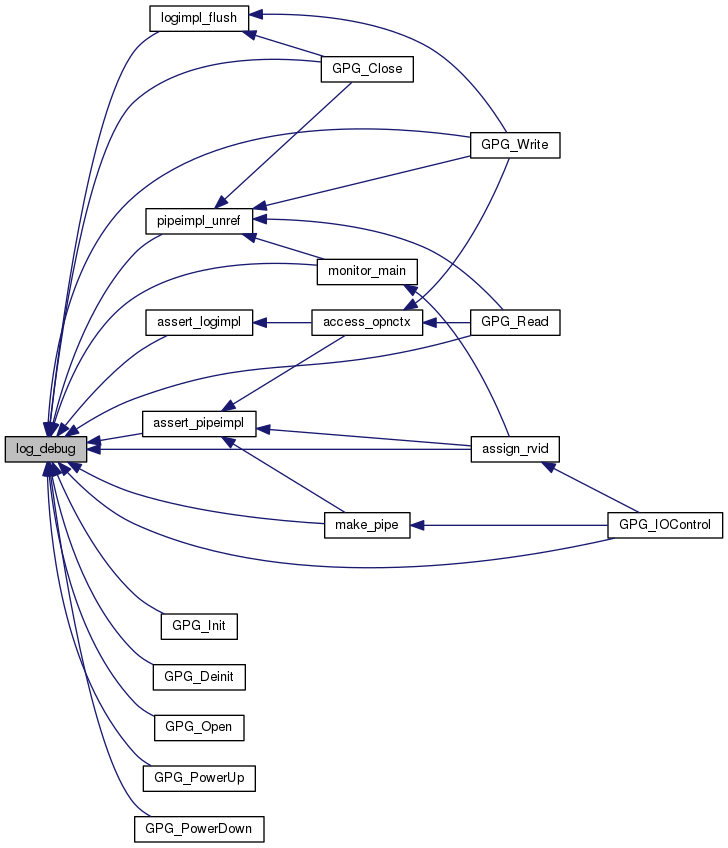 logimpl_flush
GPG_Close
GPG_Write
pipeimpl_unref
monitor_main
assert_logimpl
access_opnctx
GPG_Read
assert_pipeimpl
log_debug
assign_rvid
make_pipe
GPG_IOControl
GPG_Init
GPG_Deinit
GPG_Open
GPG_PowerUp
GPG_PowerDown